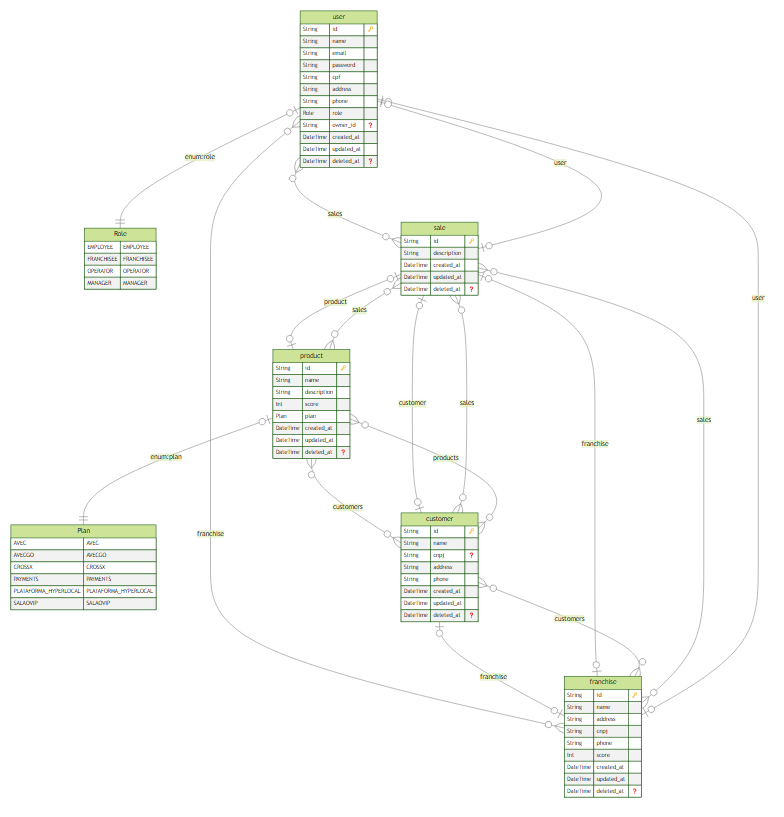 user
String id 🔑
String name
String email
String password
String cpf
String address
String phone
Role role
String owner_id ❓
DateTime created_at
DateTime updated_at
DateTime deleted_at ❓
enum:role
user
sales
Role
EMPLOYEE EMPLOYEE
FRANCHISEE FRANCHISEE
OPERATOR OPERATOR
MANAGER MANAGER
sale
String id 🔑
String description
DateTime created_at
DateTime updated_at
DateTime deleted_at ❓
product
sales
user
product
String id 🔑
String name
String description
Int score
Plan plan
DateTime created_at
DateTime updated_at
DateTime deleted_at ❓
customer
sales
sales
franchise
enum:plan
products
customers
franchise
Plan
AVEC AVEC
AVECGO AVECGO
CROSSX CROSSX
PAYMENTS PAYMENTS
PLATAFORMA_HYPERLOCAL PLATAFORMA_HYPERLOCAL
SALAOVIP SALAOVIP
customer
String id 🔑
String name
String cnpj ❓
String address
String phone
DateTime created_at
DateTime updated_at
DateTime deleted_at ❓
customers
franchise
franchise
String id 🔑
String name
String address
String cnpj
String phone
Int score
DateTime created_at
DateTime updated_at
DateTime deleted_at ❓